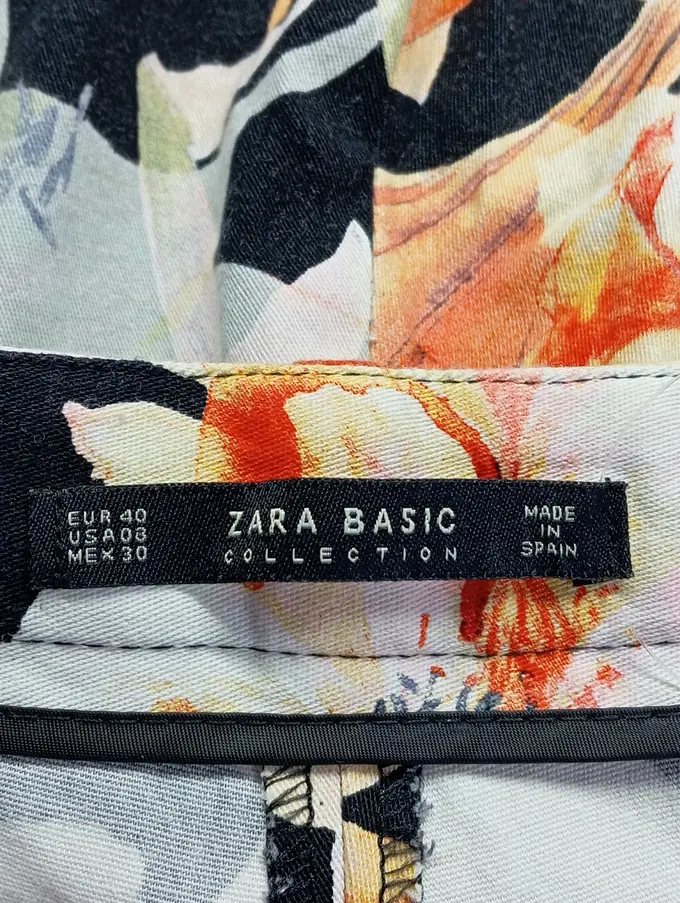 EUR 40
USA 08
MEX 30
ZARA BASIC
COLLECTION
MADE
IN
SPAIN